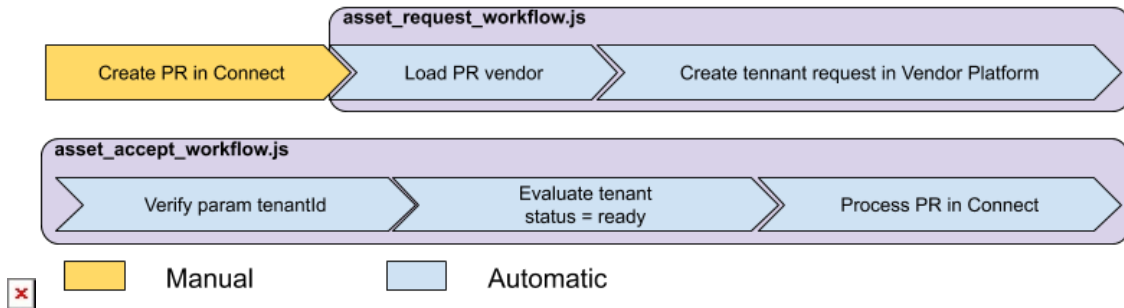 asset_request_workflow.js
Create PR in Connect
Load PR vendor
Create tennant request in Vendor Platform
asset_accept_workflow.js
Verify param tenantId
Evaluate tenant
status = ready
Process PR in Connect
Manual
Automatic